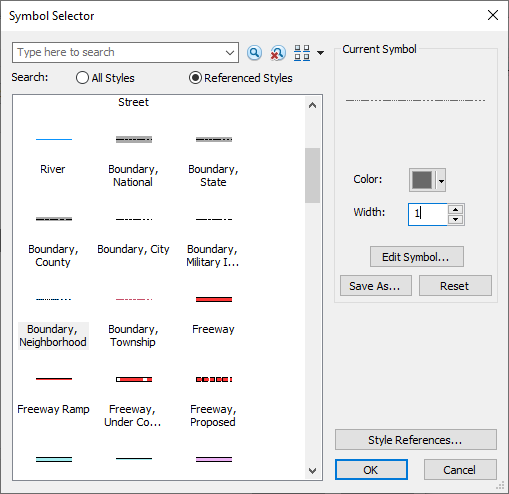 Symbol Selector
Type here to search
Search:
All Styles
Referenced Styles
Street
River
Boundary,
National
Boundary,
State
Boundary,
County
Boundary, City
Boundary,
Military I...
Boundary,
Neighborhood
Boundary,
Township
Freeway
Freeway Ramp
Freeway,
Under Co...
Freeway,
Proposed
Current Symbol
Color:
Width:
1
Edit Symbol...
Save As...
Reset
Style References...
OK
Cancel